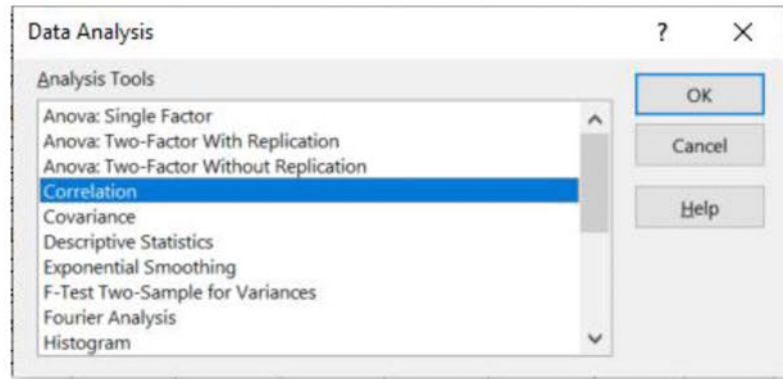 Data Analysis
?
Analysis Tools
OK
Anova: Single Factor
Anova: Two-Factor With Replication
Cancel
Anova: Two-Factor Without Replication
Correlation
Help
Covariance
Descriptive Statistics
Exponential Smoothing
F-Test Two-Sample for Variances
Fourier Analysis
Histogram